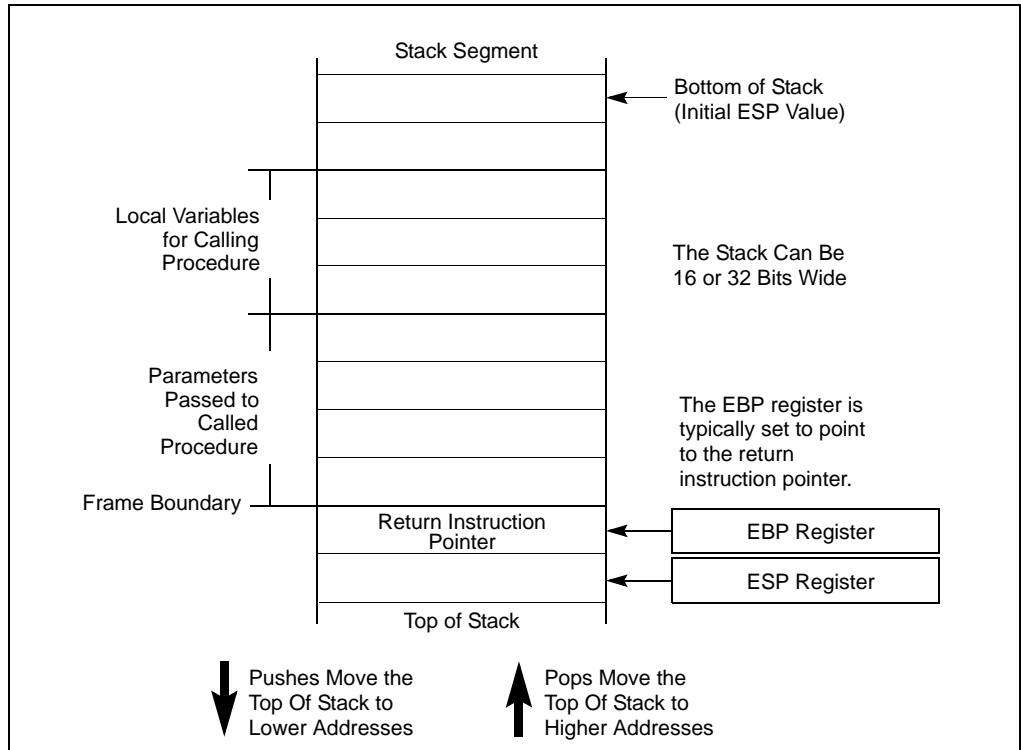 Stack Segment
Bottom of Stack
(Initial ESP Value)
Local Variables
for Calling
Procedure
The Stack Can Be
16 or 32 Bits Wide
Parameters
Passed to
Called
Procedure
The EBP register is
typically set to point
to the return
instruction pointer.
Frame Boundary
Return Instruction
Pointer
EBP Register
ESP Register
Top of Stack
Pushes Move the
Top Of Stack to
Lower Addresses
Pops Move the
Top Of Stack to
Higher Addresses